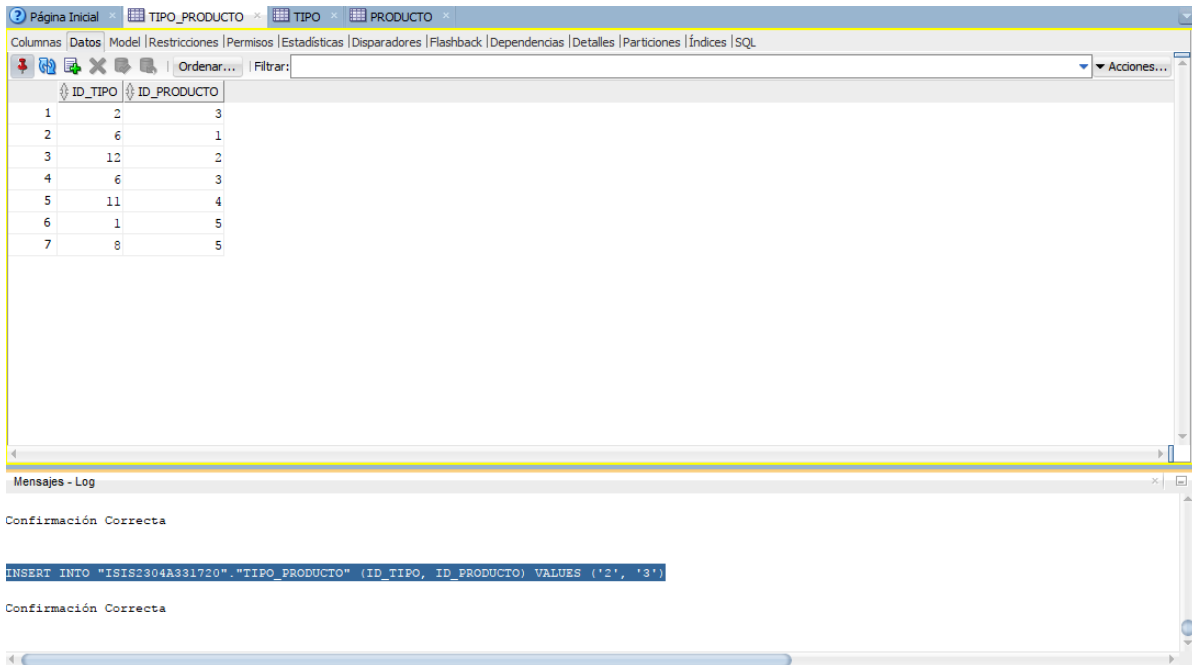 Página Inicial TIPO_PRODUCTO TIPO PRODUCTO
Columnas Datos Model |Restricciones |Permisos |Estadísticas |Disparadores |Flashback |Dependencias |Detalles |Particiones |Índices |SQL
Ordenar... Filtrar: Acciones...
ID_TIPO ID_PRODUCTO
1 2 3
2 6 1
3 12 2
4 6 3
5 11 4
6 1 5
7 8 5
Mensajes - Log
Confirmación Correcta
INSERT INTO "ISIS2304A331720"."TIPO_PRODUCTO" (ID_TIPO, ID_PRODUCTO) VALUES ('2', '3')
Confirmación Correcta